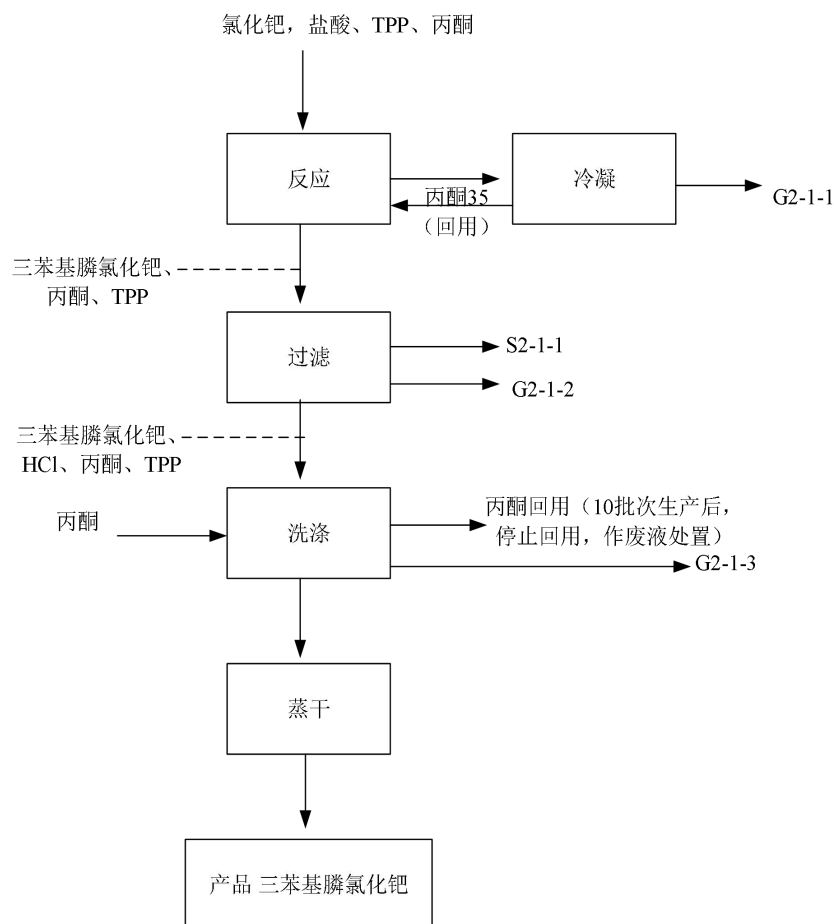 氯化钯，盐酸、TPP、丙酮
反应
冷凝
丙酮35
（回用）
G2-1-1
三苯基膦氯化钯、
丙酮、TPP
过滤
S2-1-1
G2-1-2
三苯基膦氯化钯、
HCl、丙酮、TPP
丙酮
洗涤
丙酮回用（10批次生产后，
停止回用，作废液处置）
G2-1-3
蒸干
产品 三苯基膦氯化钯